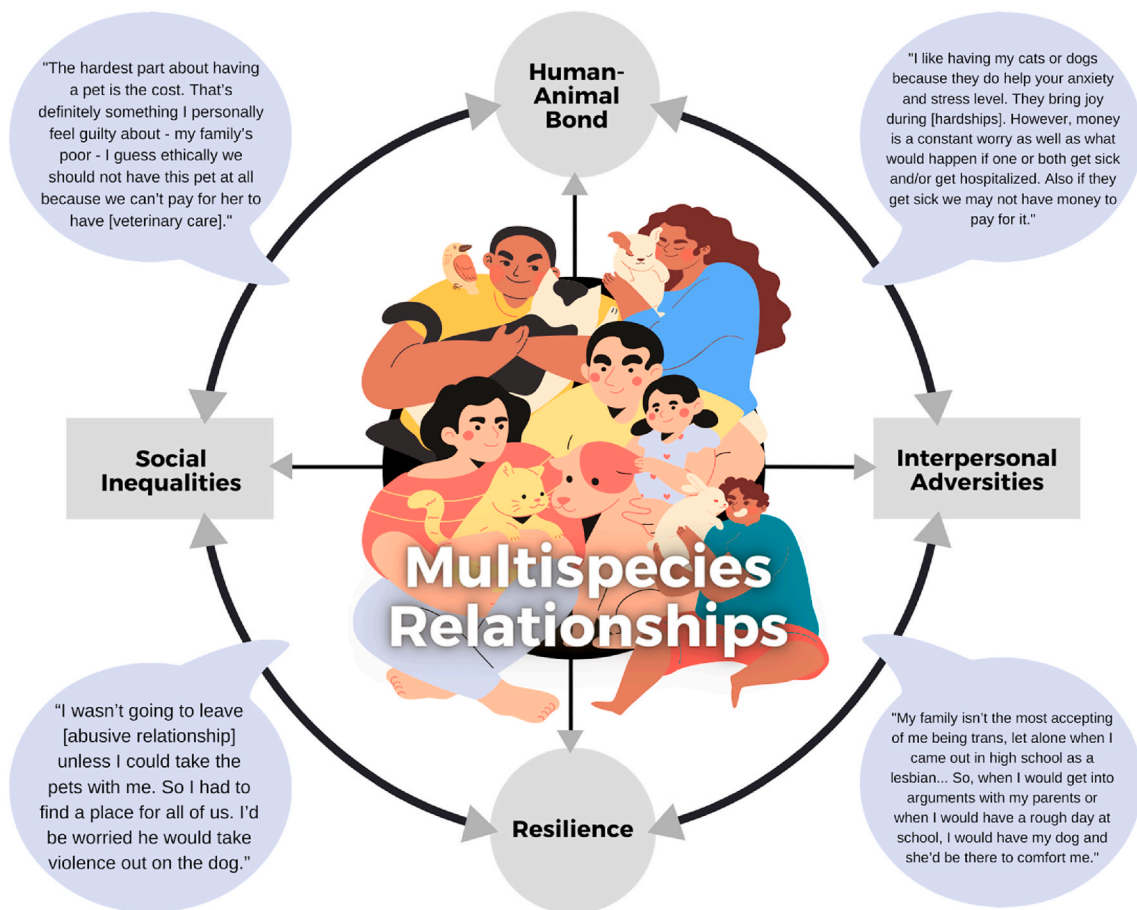 "The hardest part about having
a pet is the cost. That's
definitely something I personally
feel guilty about - my family's
poor - I guess ethically we
should not have this pet at all
because we can't pay for her to
have [veterinary care]."
Human-
Animal
Bond
"I like having my cats or dogs
because they do help your anxiety
and stress level. They bring joy
during [hardships]. However, money
is a constant worry as well as what
would happen if one or both get sick
and/or get hospitalized. Also if they
get sick we may not have money to
pay for it."
Social
Inequalities
Interpersonal
Adversities
Multispecies
Relationships
“I wasn’t going to leave
[abusive relationship]
unless I could take the
pets with me. So I had to
find a place for all of us. I’d
be worried he would take
violence out on the dog.”
Resilience
"My family isn't the most accepting
of me being trans, let alone when I
came out in high school as a
lesbian... So, when I would get into
arguments with my parents or
when I would have a rough day at
school, I would have my dog and
she'd be there to comfort me."